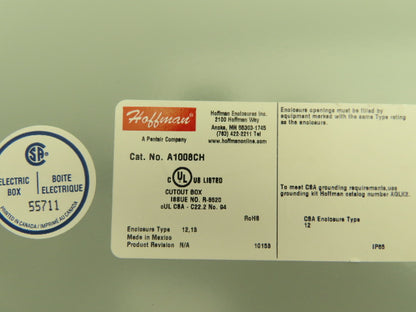 Hoffman
A Pentair Company
Hoffman Enclosures Inc.
2100 Hoffman Way
Anoka, MN 55303-1745
(763) 422-2211
www.hoffmanonline.com
Cat. No. A1008CH
C UL US LISTED
CUTOUT BOX
ISSUE NO. R-8520
cUL CSA - C22.2 No. 94
RoHS
Enclosure Type 12,13
Made in Mexico
Product Revision N/A
10153
Enclosure openings must be filled by
equipment marked with the same Type rating
as the enclosure.
To meet CSA grounding requirements, use
grounding kit Hoffman catalog number AGLK2.
CSA Enclosure Type
12
IP65
SA
ELECTRIC
BOX
BOITE
ELECTRIQUE
55711
PRINTED IN CANADA / IMPRIMÉ AU CANADA